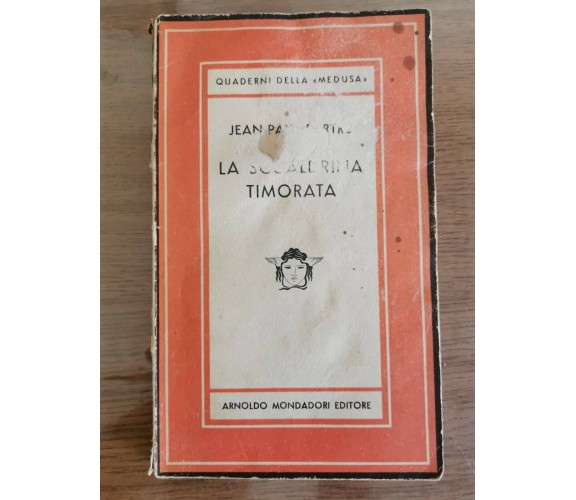 QUADERNI DELLA «MEDUSA»
JEAN
LA
TIMORATA
ARNOLDO MONDADORI EDITORE